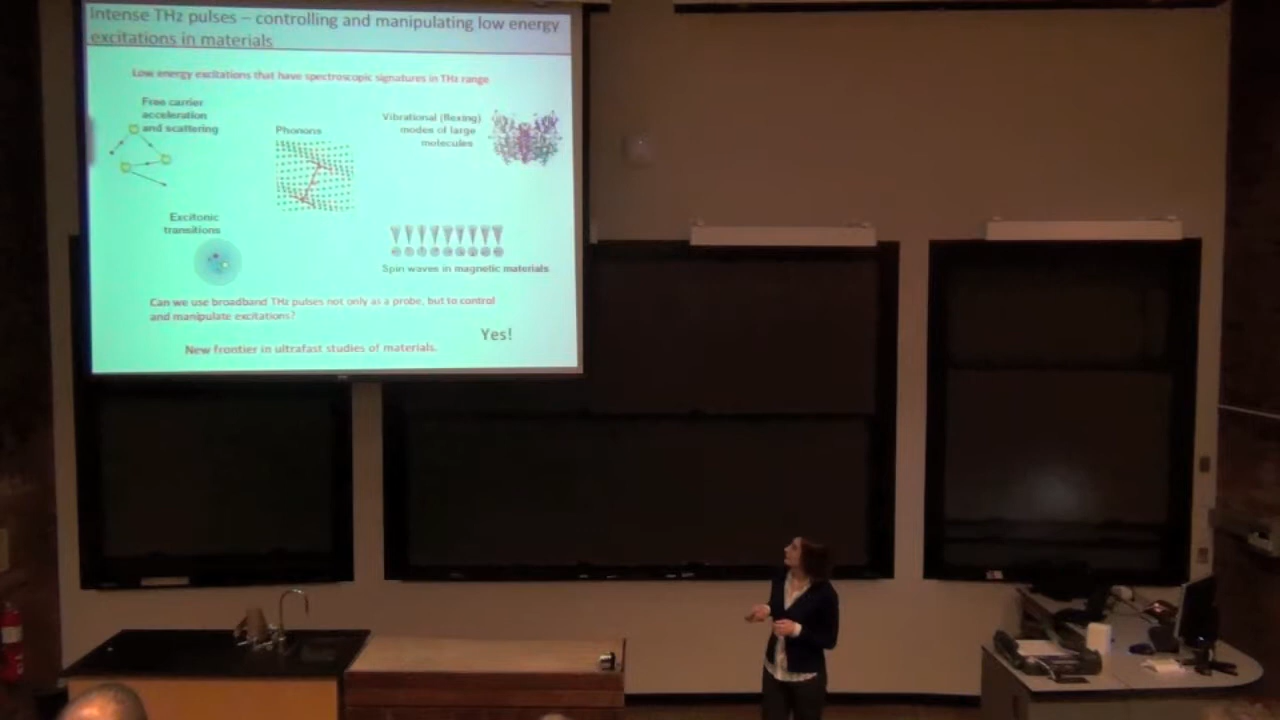 Intense THz pulses – controlling and manipulating low energy
excitations in materials
Low energy excitations that have spectroscopic signatures in THz range
Free carrier
acceleration
and scattering
Phonons
Vibrational (flexing)
modes of large
molecules
Excitonic
transitions
Spin waves in magnetic materials
Can we use broadband THz pulses not only as a probe, but to control
and manipulate excitations?
Yes!
New frontier in ultrafast studies of materials.